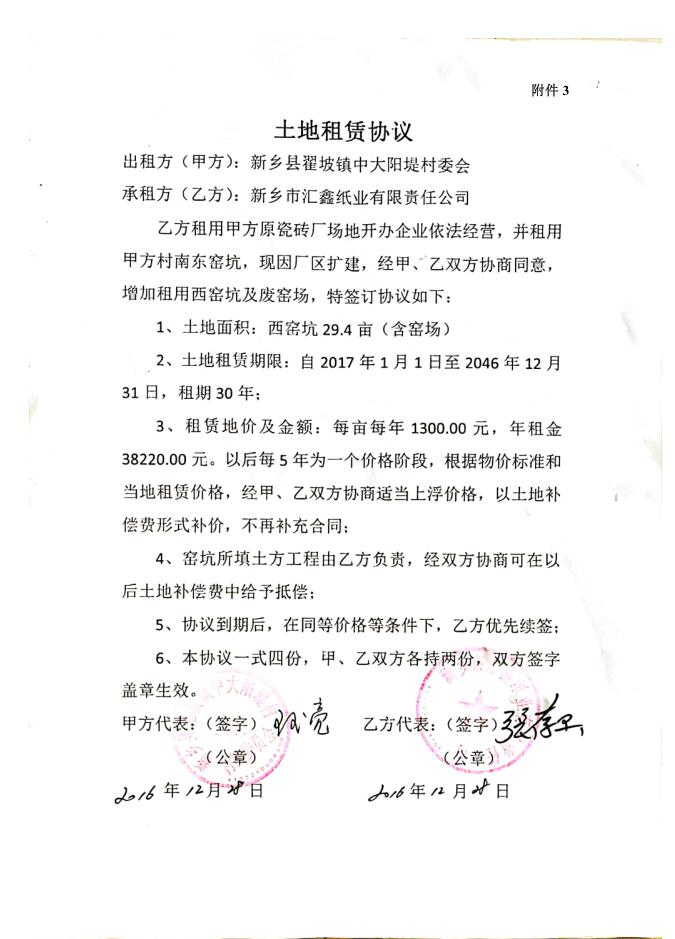 附件 3
土地租赁协议
出租方（甲方）：新乡县翟坡镇中大阳堤村委会
承租方（乙方）：新乡市汇鑫纸业有限责任公司
乙方租用甲方原瓷砖厂场地开办企业依法经营，并租用
甲方村南东窑坑，现因厂区扩建，经甲、乙双方协商同意，
增加租用西窑坑及废窑场，特签订协议如下：
1、土地面积：西窑坑 29.4 亩（含窑场）
2、土地租赁期限：自 2017 年 1 月 1 日至 2046 年 12 月
31 日，租期 30 年；
3、租赁地价及金额：每亩每年 1300.00 元，年租金
38220.00 元。以后每 5 年为一个价格阶段，根据物价标准和
当地租赁价格，经甲、乙双方协商适当上浮价格，以土地补
偿费形式补价，不再补充合同；
4、窑坑所填土方工程由乙方负责，经双方协商可在以
后土地补偿费中给予抵偿；
5、协议到期后，在同等价格等条件下，乙方优先续签；
6、本协议一式四份，甲、乙双方各持两份，双方签字
盖章生效。
甲方代表：（签字） 乙方代表：（签字）
（公章） （公章）
2016 年 12 月 28 日 2016 年 12 月 28 日